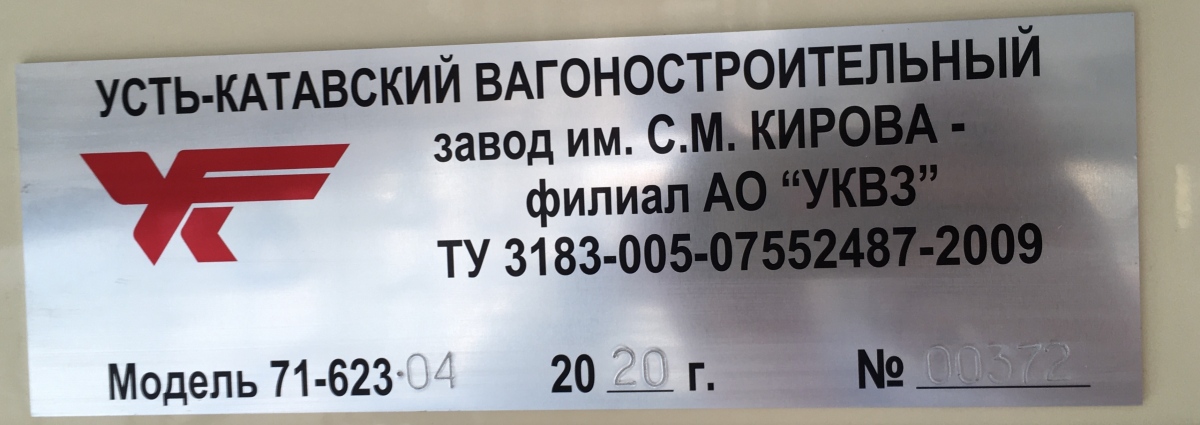 УСТЬ-КАТАВСКИЙ ВАГОНОСТРОИТЕЛЬНЫЙ
завод им. С.М. КИРОВА -
филиал АО “УКВЗ”
ТУ 3183-005-07552487-2009
Модель 71-623-04 2020 г. № 00372